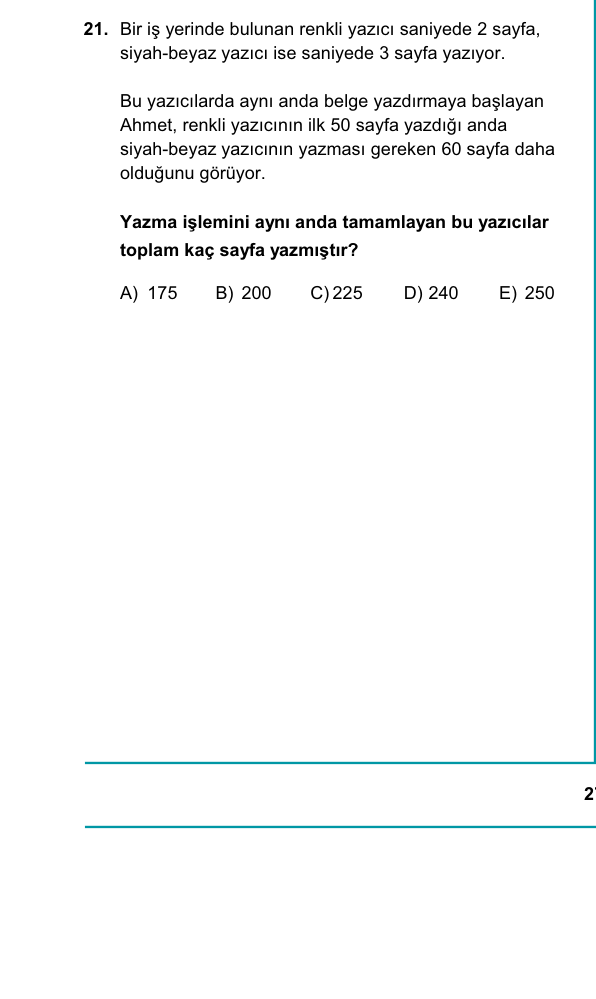 21. Bir iş yerinde bulunan renkli yazıcı saniyede 2 sayfa,
siyah-beyaz yazıcı ise saniyede 3 sayfa yazıyor.
Bu yazıcılarda aynı anda belge yazdırmaya başlayan
Ahmet, renkli yazıcının ilk 50 sayfa yazdığı anda
siyah-beyaz yazıcının yazması gereken 60 sayfa daha
olduğunu görüyor.
Yazma işlemini aynı anda tamamlayan bu yazıcılar
toplam kaç sayfa yazmıştır?
A) 175 B) 200 C) 225 D) 240 E) 250